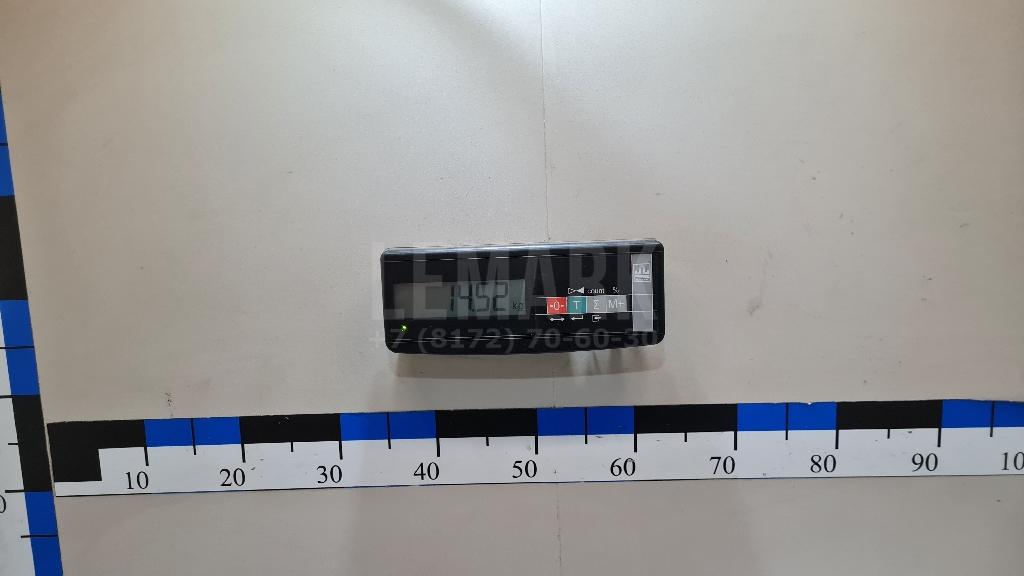 LEMARK
+7 (8172) 70-60-30
14.52 kg
count %
-0- T Σ M+
10 20 30 40 50 60 70 80 90